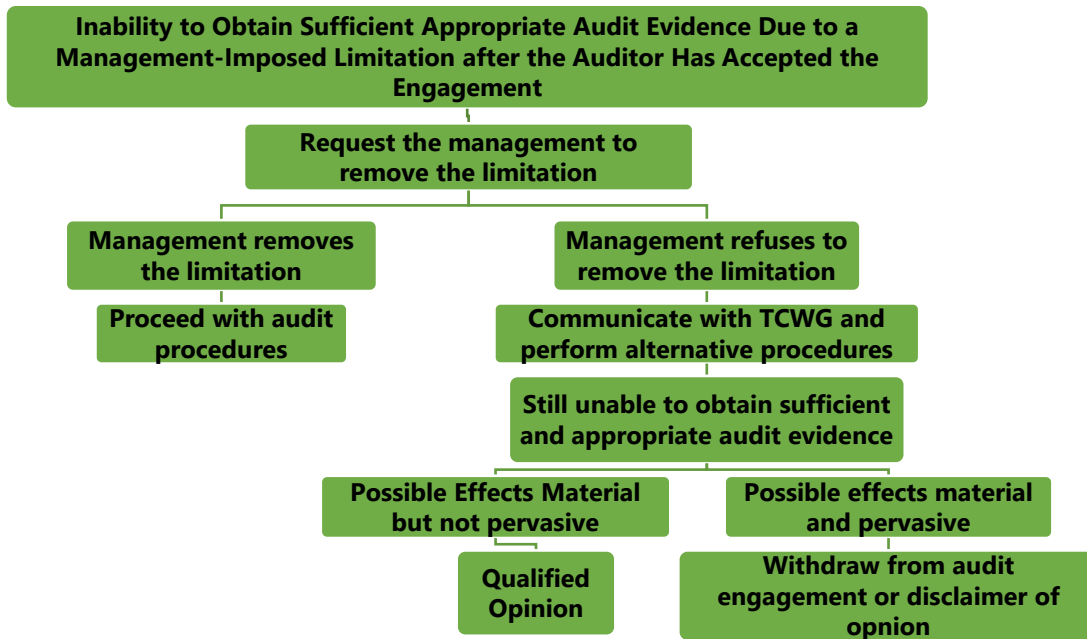 Inability to Obtain Sufficient Appropriate Audit Evidence Due to a
Management-Imposed Limitation after the Auditor Has Accepted the
Engagement
Request the management to
remove the limitation
Management removes
the limitation
Management refuses to
remove the limitation
Proceed with audit
procedures
Communicate with TCWG and
perform alternative procedures
Still unable to obtain sufficient
and appropriate audit evidence
Possible Effects Material
but not pervasive
Possible effects material
and pervasive
Qualified
Opinion
Withdraw from audit
engagement or disclaimer of
opnion